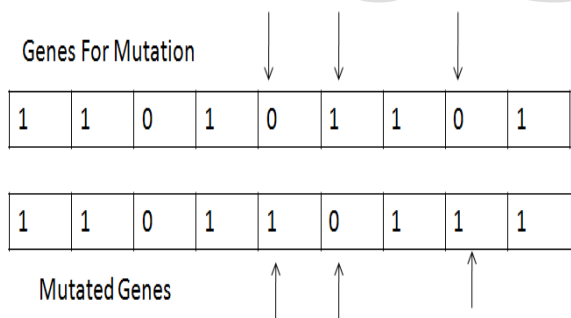 Genes For Mutation
1 1 0 1 0 1 1 0 1
1 1 0 1 1 0 1 1 1
Mutated Genes